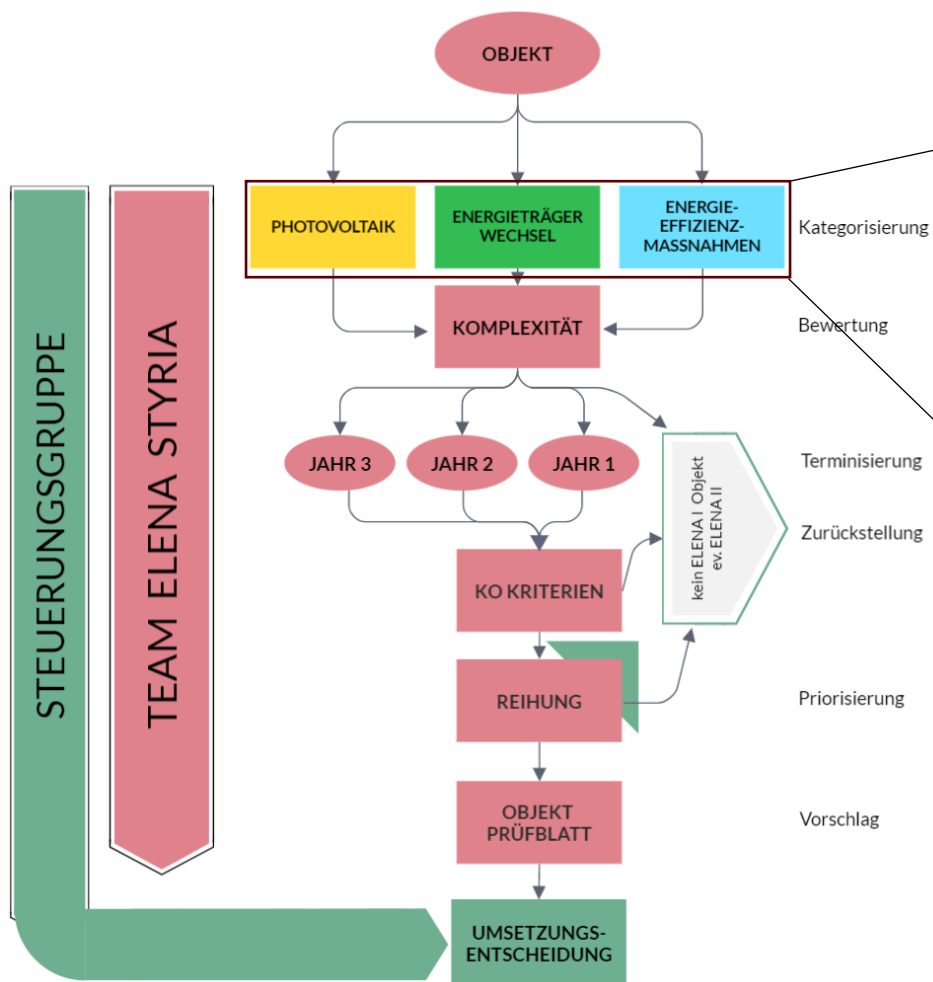 OBJEKT
PHOTOVOLTAIK
ENERGIETRÄGER
WECHSEL
ENERGIE-
EFFIZIENZ-
MASSNAHMEN
Kategorisierung
KOMPLEXITÄT
Bewertung
JAHR 3
JAHR 2
JAHR 1
Terminisierung
kein ELENA I Objekt
ev. ELENA II
Zurückstellung
KO KRITERIEN
REIHUNG
Priorisierung
OBJEKT
PRÜFBLATT
Vorschlag
UMSETZUNGS-
ENTSCHEIDUNG
STEUERUNGSGRUPPE
TEAM ELENA STYRIA